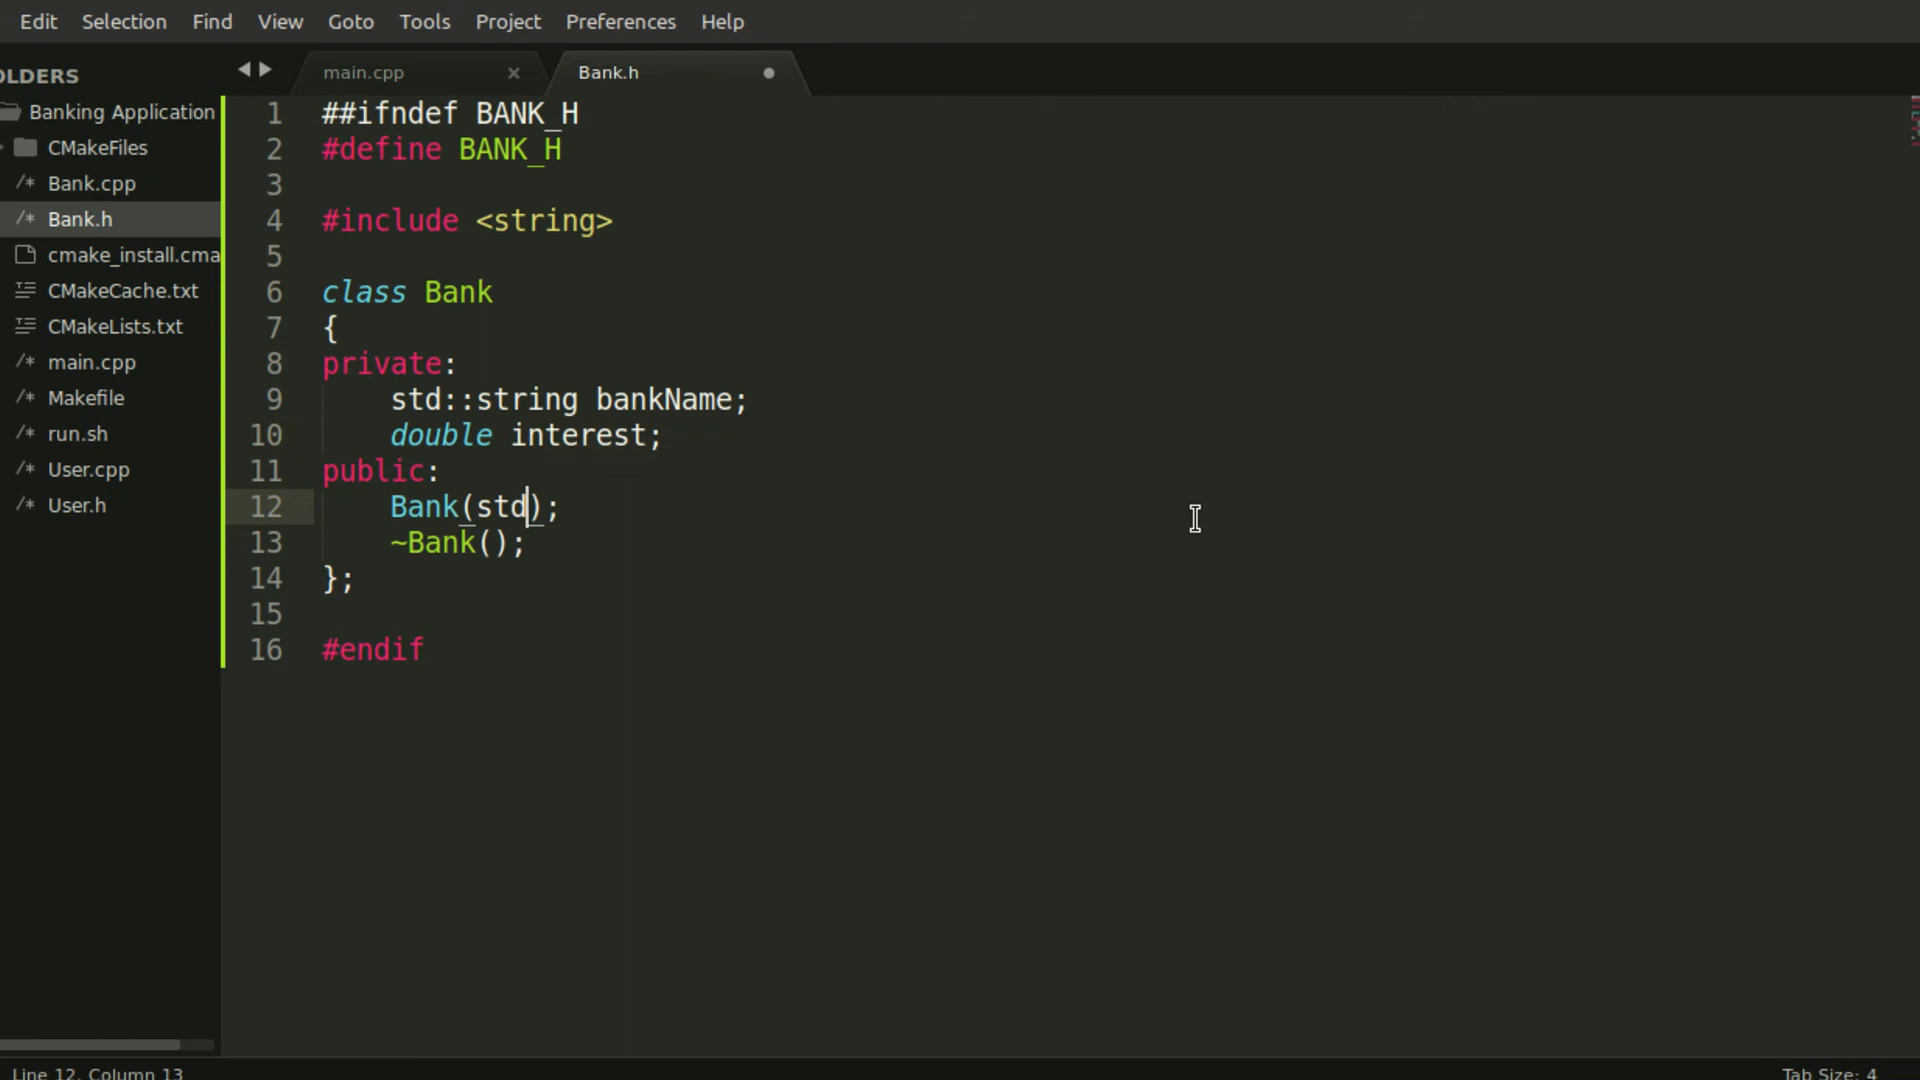 Edit Selection Find View Goto Tools Project Preferences Help
OLDERS
main.cpp
Bank.h
Banking Application
CMakeFiles
/* Bank.cpp
/* Bank.h
cmake_install.cma
CMakeCache.txt
CMakeLists.txt
/* main.cpp
/* Makefile
/* run.sh
/* User.cpp
/* User.h
1 ##ifndef BANK_H
2 #define BANK_H
3
4 #include <string>
5
6 class Bank
7 {
8 private:
9 std::string bankName;
10 double interest;
11 public:
12 Bank(std);
13 ~Bank();
14 };
15
16 #endif
Line 12, Column 13
Tab Size: 4